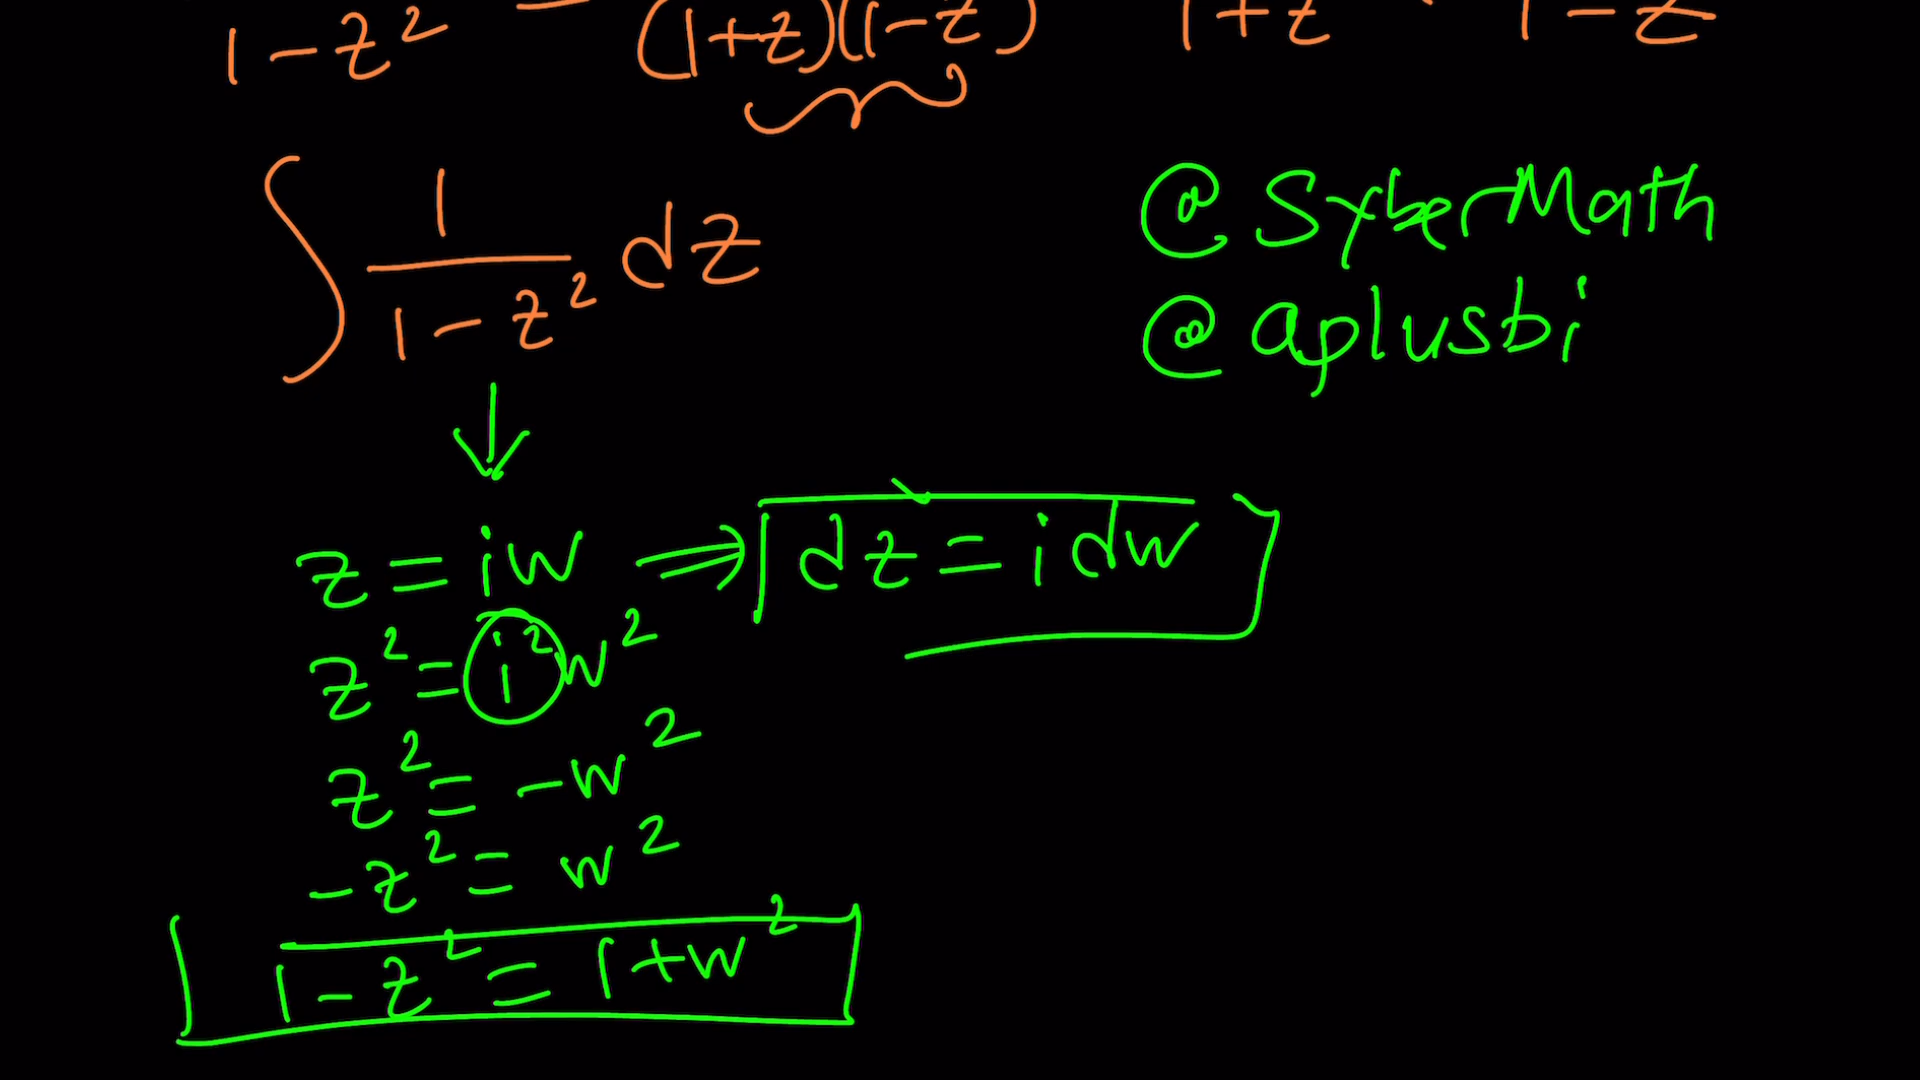 1-z² = (1+z)(1-z) 1+z 1-z
∫ 1/(1-z²) dz
@SyberMath
@aplusbi
z = iw ⇒ dz = i dw
z² = i²w²
z² = -w²
-z² = w²
1-z² = 1+w²